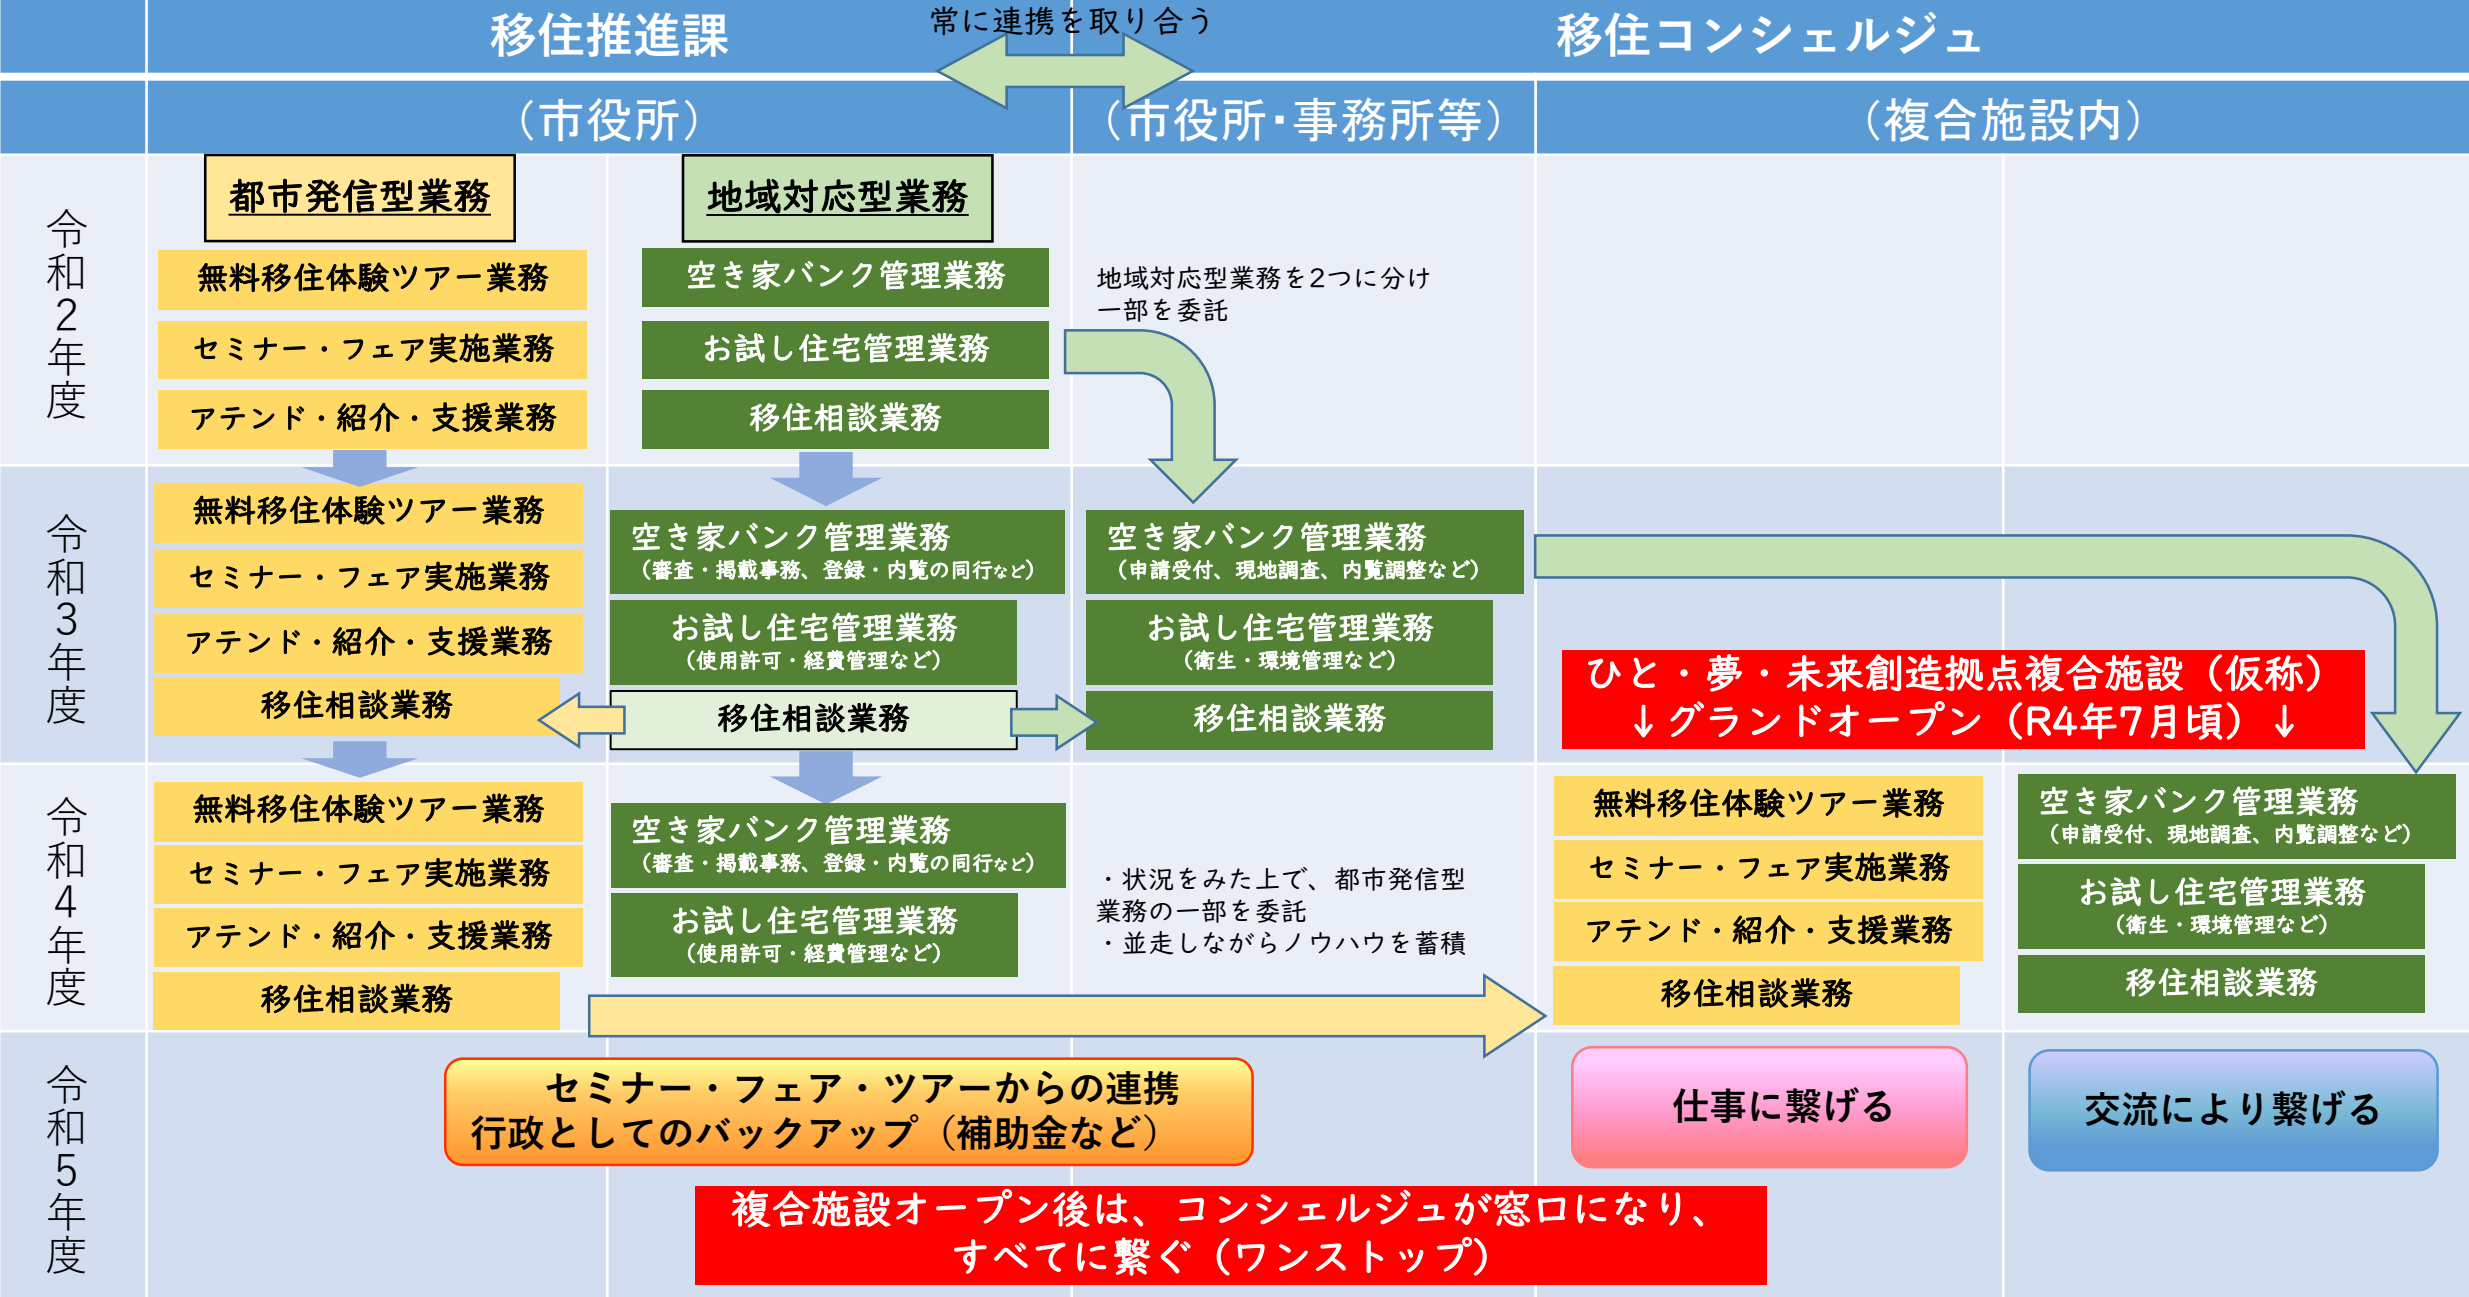 移住推進課
常に連携を取り合う
移住コンシェルジュ
（市役所）
（市役所・事務所等）
（複合施設内）
令和2年度
都市発信型業務
無料移住体験ツアー業務
セミナー・フェア実施業務
アテンド・紹介・支援業務
地域対応型業務
空き家バンク管理業務
お試し住宅管理業務
移住相談業務
地域対応型業務を2つに分け
一部を委託
令和3年度
無料移住体験ツアー業務
セミナー・フェア実施業務
アテンド・紹介・支援業務
移住相談業務
空き家バンク管理業務
（審査・掲載事務、登録・内覧の同行など）
お試し住宅管理業務
（使用許可・経費管理など）
移住相談業務
空き家バンク管理業務
（申請受付、現地調査、内覧調整など）
お試し住宅管理業務
（衛生・環境管理など）
移住相談業務
ひと・夢・未来創造拠点複合施設（仮称）
↓グランドオープン（R4年7月頃）↓
令和4年度
無料移住体験ツアー業務
セミナー・フェア実施業務
アテンド・紹介・支援業務
移住相談業務
空き家バンク管理業務
（審査・掲載事務、登録・内覧の同行など）
お試し住宅管理業務
（使用許可・経費管理など）
・状況をみた上で、都市発信型
業務の一部を委託
・並走しながらノウハウを蓄積
無料移住体験ツアー業務
セミナー・フェア実施業務
アテンド・紹介・支援業務
移住相談業務
空き家バンク管理業務
（申請受付、現地調査、内覧調整など）
お試し住宅管理業務
（衛生・環境管理など）
移住相談業務
令和5年度
セミナー・フェア・ツアーからの連携
行政としてのバックアップ（補助金など）
仕事に繋げる
交流により繋げる
複合施設オープン後は、コンシェルジュが窓口になり、
すべてに繋ぐ（ワンストップ）